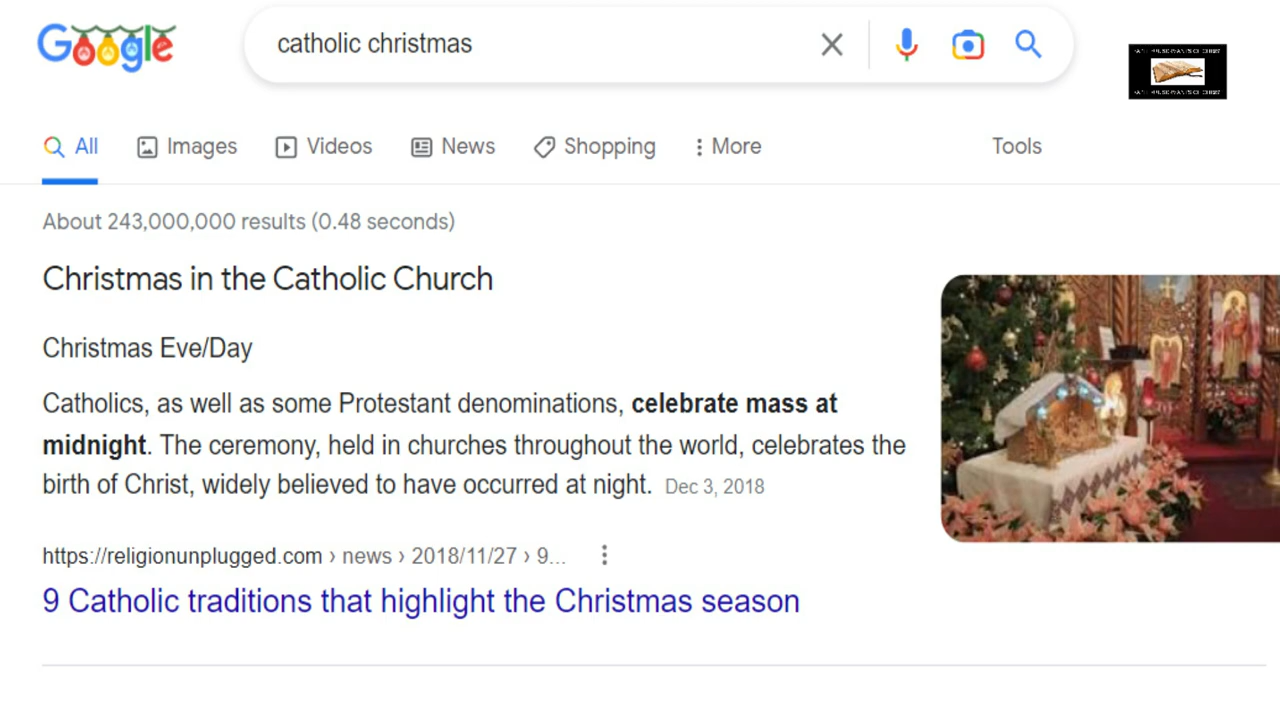 Google
catholic christmas
All Images Videos News Shopping More Tools
About 243,000,000 results (0.48 seconds)
Christmas in the Catholic Church
Christmas Eve/Day
Catholics, as well as some Protestant denominations, celebrate mass at
midnight. The ceremony, held in churches throughout the world, celebrates the
birth of Christ, widely believed to have occurred at night. Dec 3, 2018
https://religionunplugged.com › news › 2018/11/27 › 9...
9 Catholic traditions that highlight the Christmas season